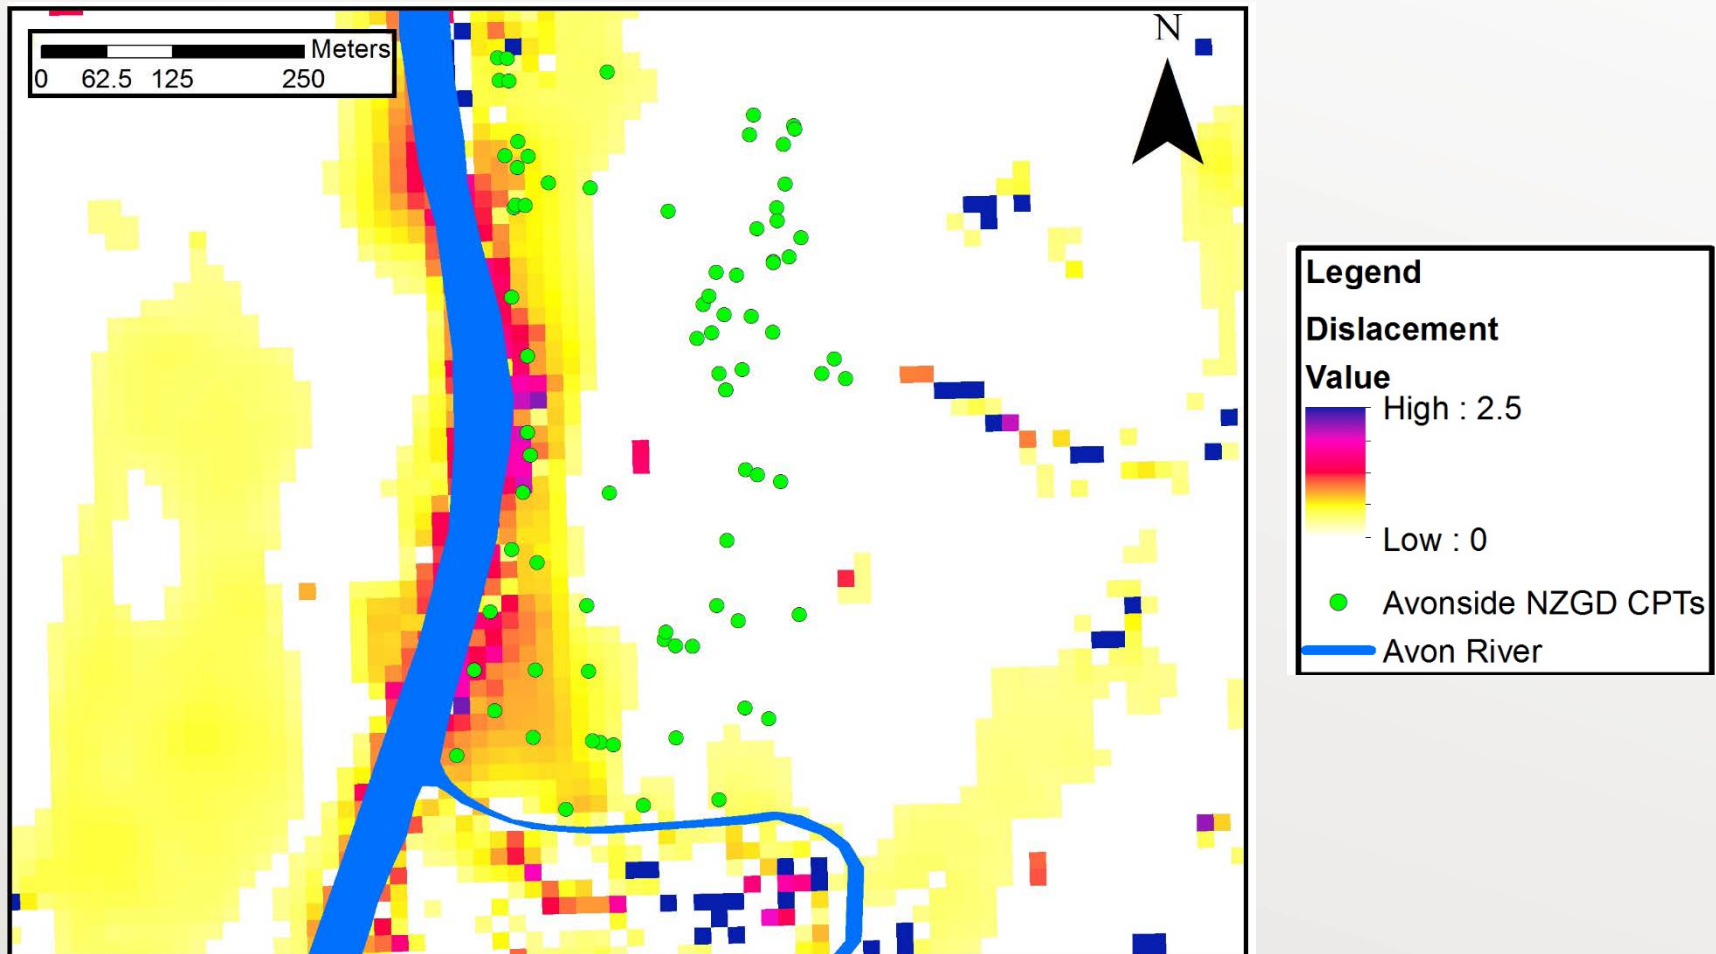 Meters
0 62.5 125 250
N
Legend
Dislacement
Value
High : 2.5
Low : 0
Avonside NZGD CPTs
Avon River